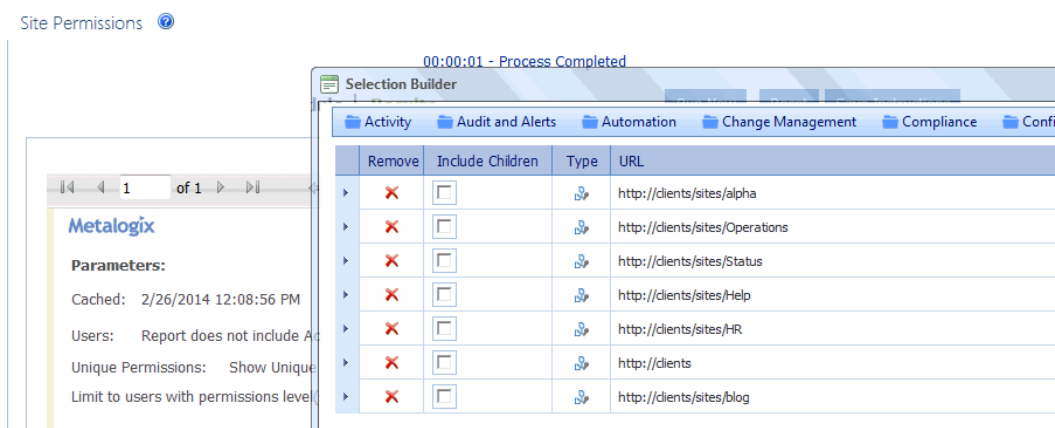 Site Permissions
00:00:01 - Process Completed
Selection Builder
Activity Audit and Alerts Automation Change Management Compliance Confi
Remove Include Children Type URL
http://clients/sites/alpha
http://clients/sites/Operations
http://clients/sites/Status
http://clients/sites/Help
http://clients/sites/HR
http://clients
http://clients/sites/blog
1 of 1
Metalogix
Parameters:
Cached: 2/26/2014 12:08:56 PM
Users: Report does not include Ac
Unique Permissions: Show Unique
Limit to users with permissions level(